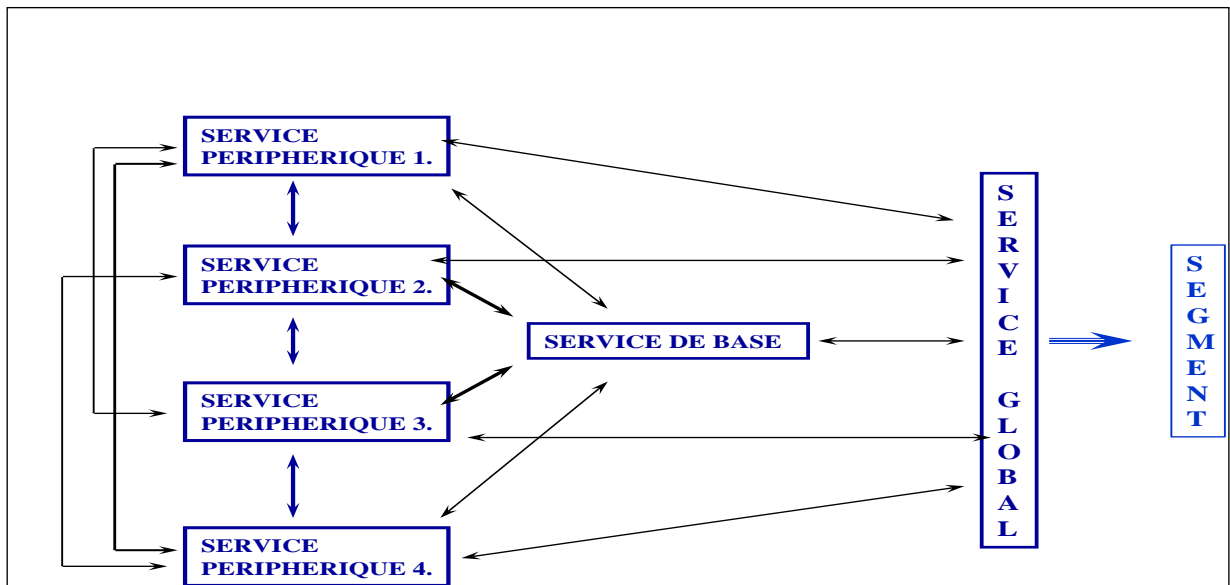 SERVICE
PERIPHERIQUE 1.
SERVICE
PERIPHERIQUE 2.
SERVICE DE BASE
SERVICE
PERIPHERIQUE 3.
SERVICE
PERIPHERIQUE 4.
SERVICE GLOBAL
SEGMENT